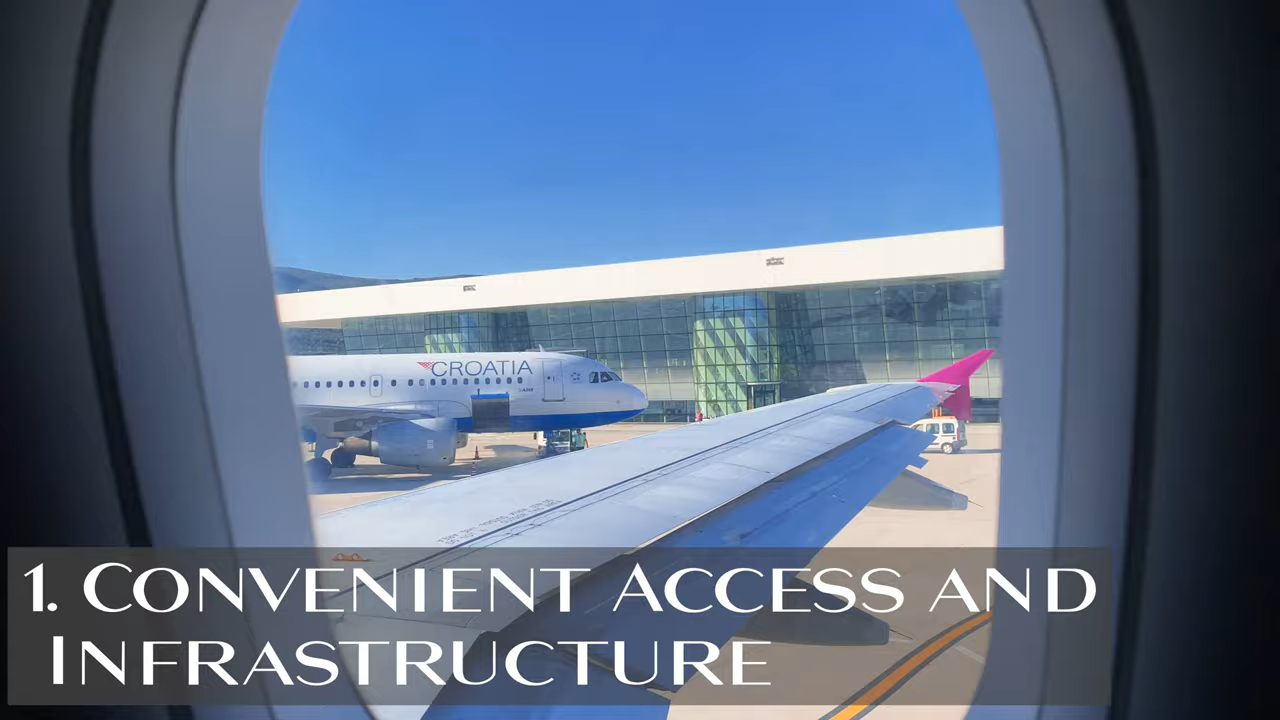 CROATIA
1. Convenient Access and
Infrastructure